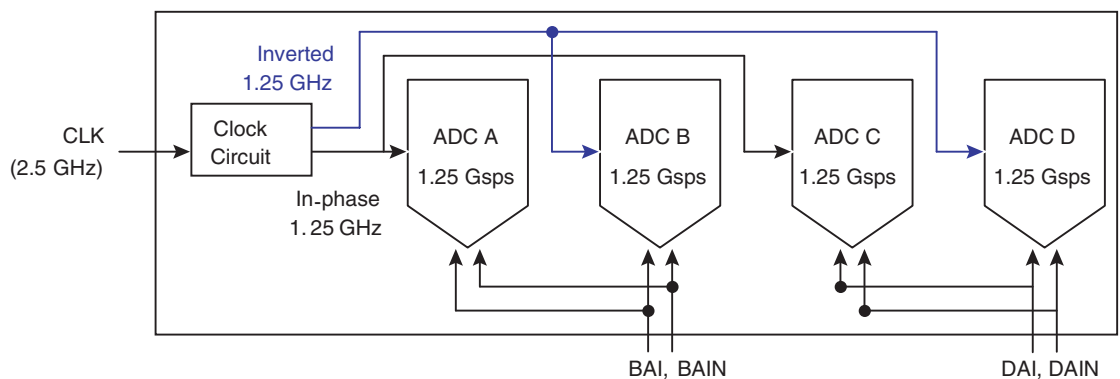 Inverted
1.25 GHz
CLK
(2.5 GHz)
Clock
Circuit
In-phase
1.25 GHz
ADC A
1.25 Gsps
ADC B
1.25 Gsps
ADC C
1.25 Gsps
ADC D
1.25 Gsps
BAI, BAIN
DAI, DAIN